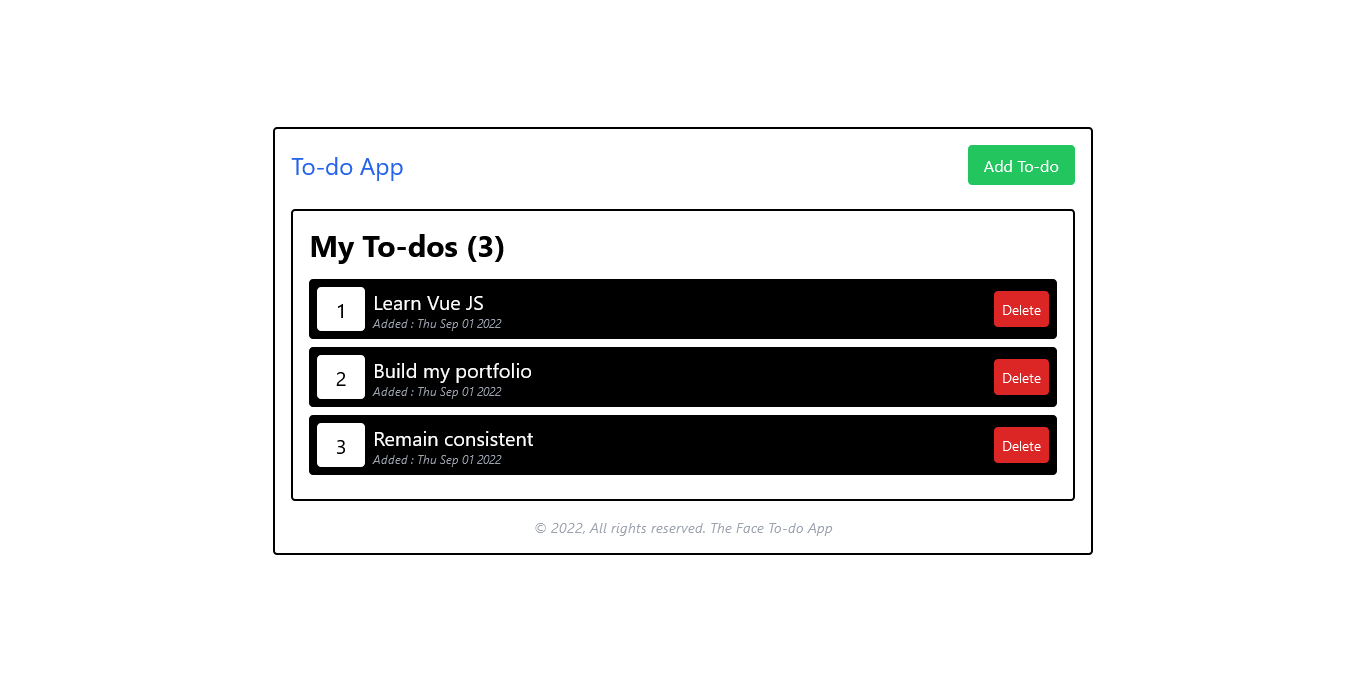 To-do App
Add To-do
My To-dos (3)
1
Learn Vue JS
Added : Thu Sep 01 2022
Delete
2
Build my portfolio
Added : Thu Sep 01 2022
Delete
3
Remain consistent
Added : Thu Sep 01 2022
Delete
© 2022, All rights reserved. The Face To-do App